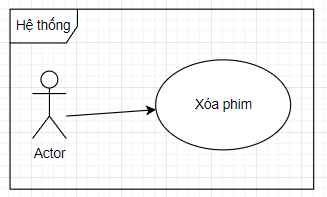 Hệ thống
Xóa phim
Actor